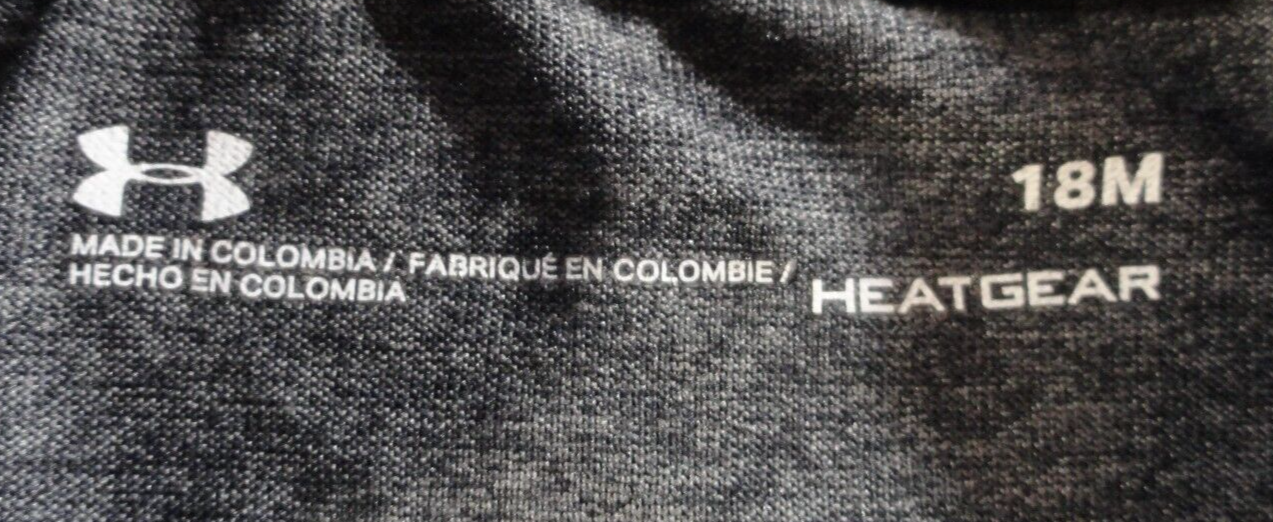 18M
MADE IN COLOMBIA / FABRIQUÉ EN COLOMBIE /
HECHO EN COLOMBIA
HEATGEAR